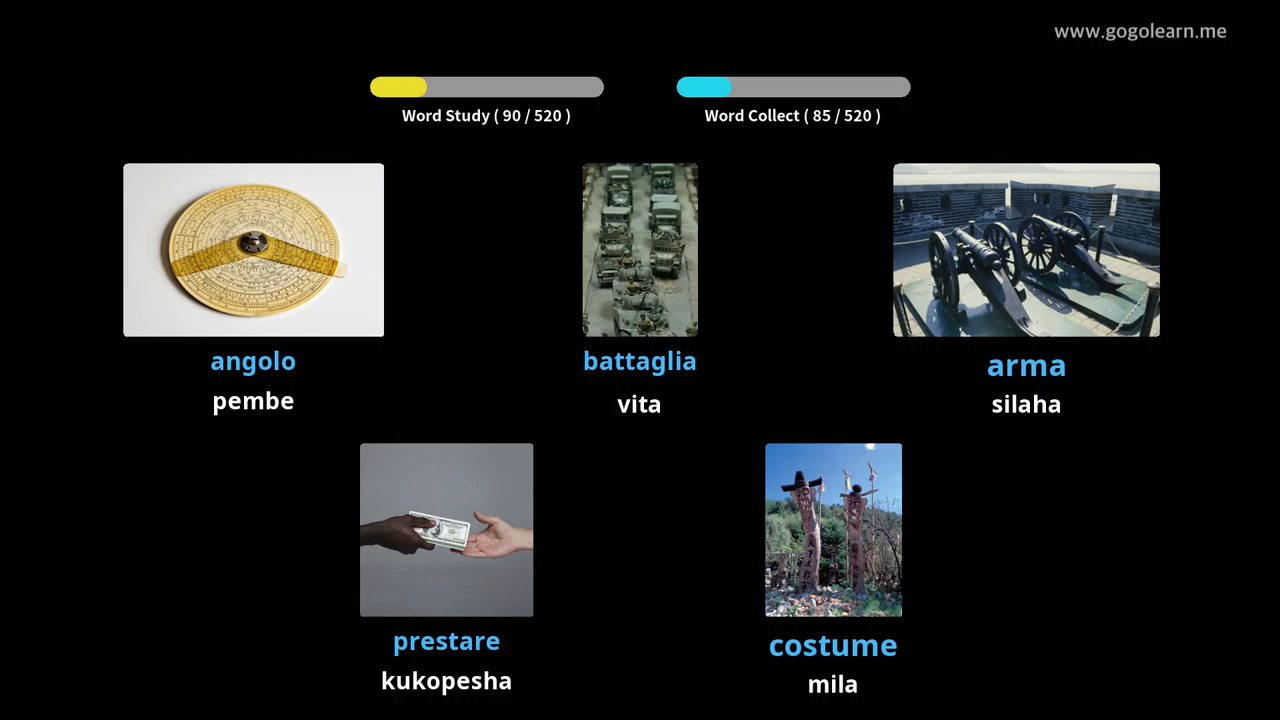 www.gogolearn.me
Word Study ( 90 / 520 )
Word Collect ( 85 / 520 )
angolo
pembe
battaglia
vita
arma
silaha
prestare
kukopesha
costume
mila